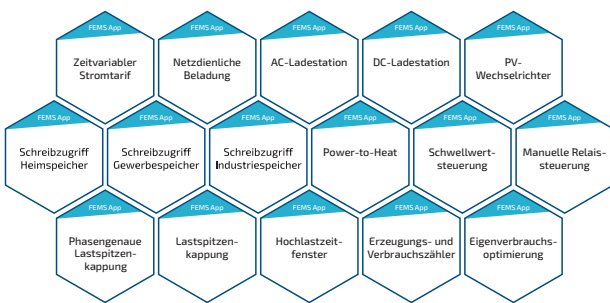 FEMS App
Zeitvariabler
Stromtarif
FEMS App
Netzdienliche
Beladung
FEMS App
AC-Ladestation
FEMS App
DC-Ladestation
FEMS App
PV-
Wechselrichter
FEMS App
Schreibzugriff
Heimspeicher
FEMS App
Schreibzugriff
Gewerbespeicher
FEMS App
Schreibzugriff
Industriespeicher
FEMS App
Power-to-Heat
FEMS App
Schwellwert-
steuerung
FEMS App
Manuelle Relais-
steuerung
FEMS App
Phasengenaue
Lastspitzen-
kappung
FEMS App
Lastspitzen-
kappung
FEMS App
Hochlastzeit-
fenster
FEMS App
Erzeugungs- und
Verbrauchszähler
FEMS App
Eigenverbrauchs-
optimierung